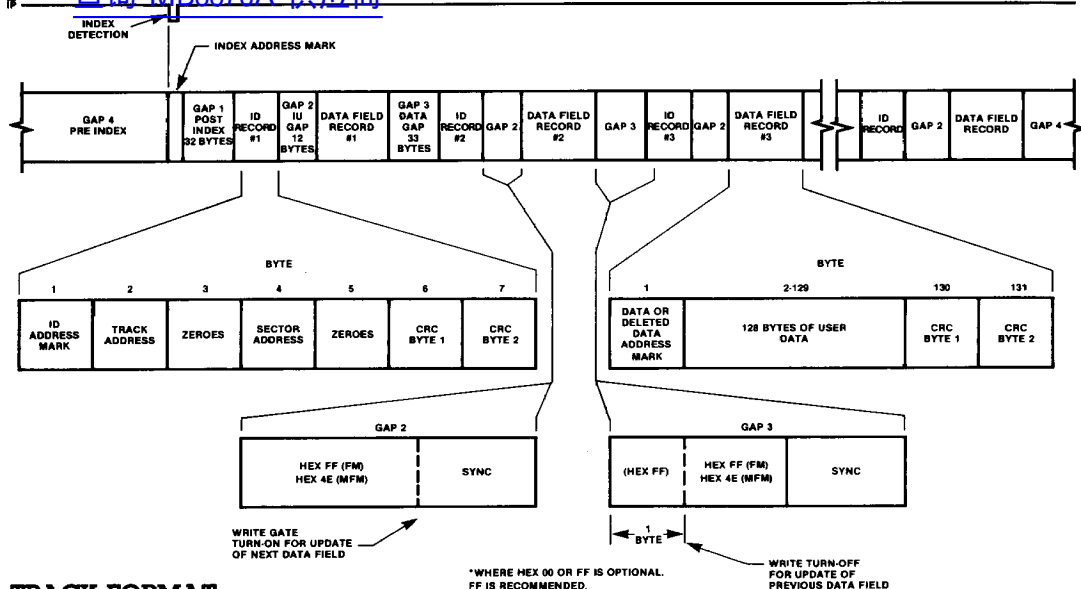 INDEX
DETECTION
INDEX ADDRESS MARK
GAP 4
PRE INDEX
GAP 1
POST
INDEX
32 BYTES
ID
RECORD
#1
GAP 2
IU
GAP
12
BYTES
DATA FIELD
RECORD
#1
GAP 3
DATA
GAP
33
BYTES
ID
RECORD
#2
GAP 2
DATA FIELD
RECORD
#2
GAP 3
ID
RECORD
#3
GAP 2
DATA FIELD
RECORD
#3
ID
RECORD
GAP 2
DATA FIELD
RECORD
GAP 4
BYTE
1 2 3 4 5 6 7
ID
ADDRESS
MARK
TRACK
ADDRESS
ZEROES
SECTOR
ADDRESS
ZEROES
CRC
BYTE 1
CRC
BYTE 2
BYTE
1 2-129 130 131
DATA OR
DELETED
DATA
ADDRESS
MARK
128 BYTES OF USER
DATA
CRC
BYTE 1
CRC
BYTE 2
GAP 2
HEX FF (FM)
HEX 4E (MFM)
SYNC
WRITE GATE
TURN-ON FOR UPDATE
OF NEXT DATA FIELD
GAP 3
(HEX FF)
HEX FF (FM)
HEX 4E (MFM)
SYNC
1
BYTE
WRITE TURN-OFF
FOR UPDATE OF
PREVIOUS DATA FIELD
*WHERE HEX 00 OR FF IS OPTIONAL.
FF IS RECOMMENDED.
TRACK FORMAT